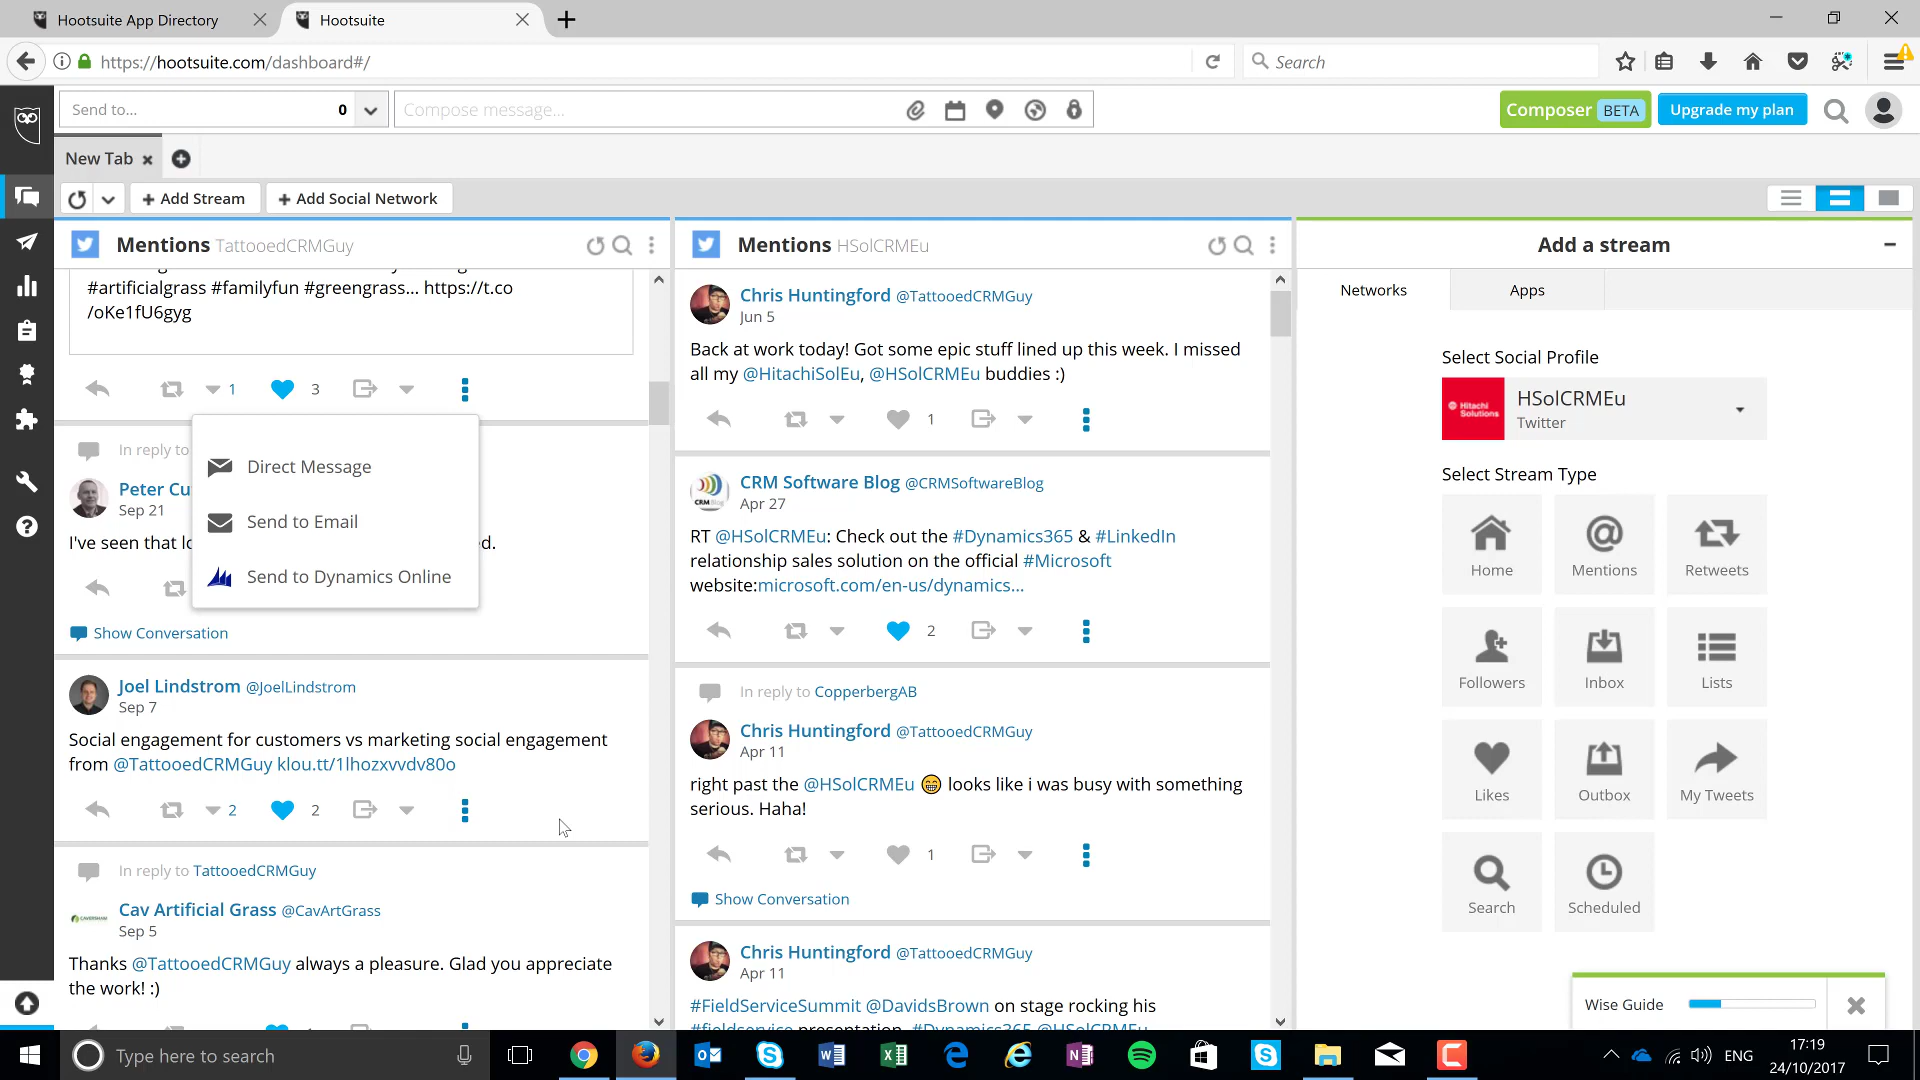 Hootsuite App Directory
Hootsuite
https://hootsuite.com/dashboard#/
Search
Send to...
0
Compose message...
Composer BETA
Upgrade my plan
New Tab
Add Stream
Add Social Network
Mentions TattooedCRMGuy
#artificialgrass #familyfun #greengrass... https://t.co
/oKe1fU6gyg
1
3
In reply to
Peter Cu
Sep 21
I've seen that lo
ed.
Direct Message
Send to Email
Send to Dynamics Online
Show Conversation
Joel Lindstrom @JoelLindstrom
Sep 7
Social engagement for customers vs marketing social engagement
from @TattooedCRMGuy klou.tt/1lhozxvvdv80o
2
2
In reply to TattooedCRMGuy
CAVERSHAM
Cav Artificial Grass @CavArtGrass
Sep 5
Thanks @TattooedCRMGuy always a pleasure. Glad you appreciate
the work! :)
Mentions HSolCRMEu
Chris Huntingford @TattooedCRMGuy
Jun 5
Back at work today! Got some epic stuff lined up this week. I missed
all my @HitachiSolEu, @HSolCRMEu buddies :)
1
CRM Software Blog @CRMSoftwareBlog
Apr 27
RT @HSolCRMEu: Check out the #Dynamics365 & #LinkedIn
relationship sales solution on the official #Microsoft
website:microsoft.com/en-us/dynamics...
2
In reply to CopperbergAB
Chris Huntingford @TattooedCRMGuy
Apr 11
right past the @HSolCRMEu 😁 looks like i was busy with something
serious. Haha!
1
Show Conversation
Chris Huntingford @TattooedCRMGuy
Apr 11
#FieldServiceSummit @DavidsBrown on stage rocking his
#fieldservice presentation. #Dynamics365 @HSolCRMEu
Add a stream
Networks
Apps
Select Social Profile
Hitachi
Solutions
HSolCRMEu
Twitter
Select Stream Type
Home
Mentions
Retweets
Followers
Inbox
Lists
Likes
Outbox
My Tweets
Search
Scheduled
Wise Guide
Type here to search
ENG
17:19
24/10/2017